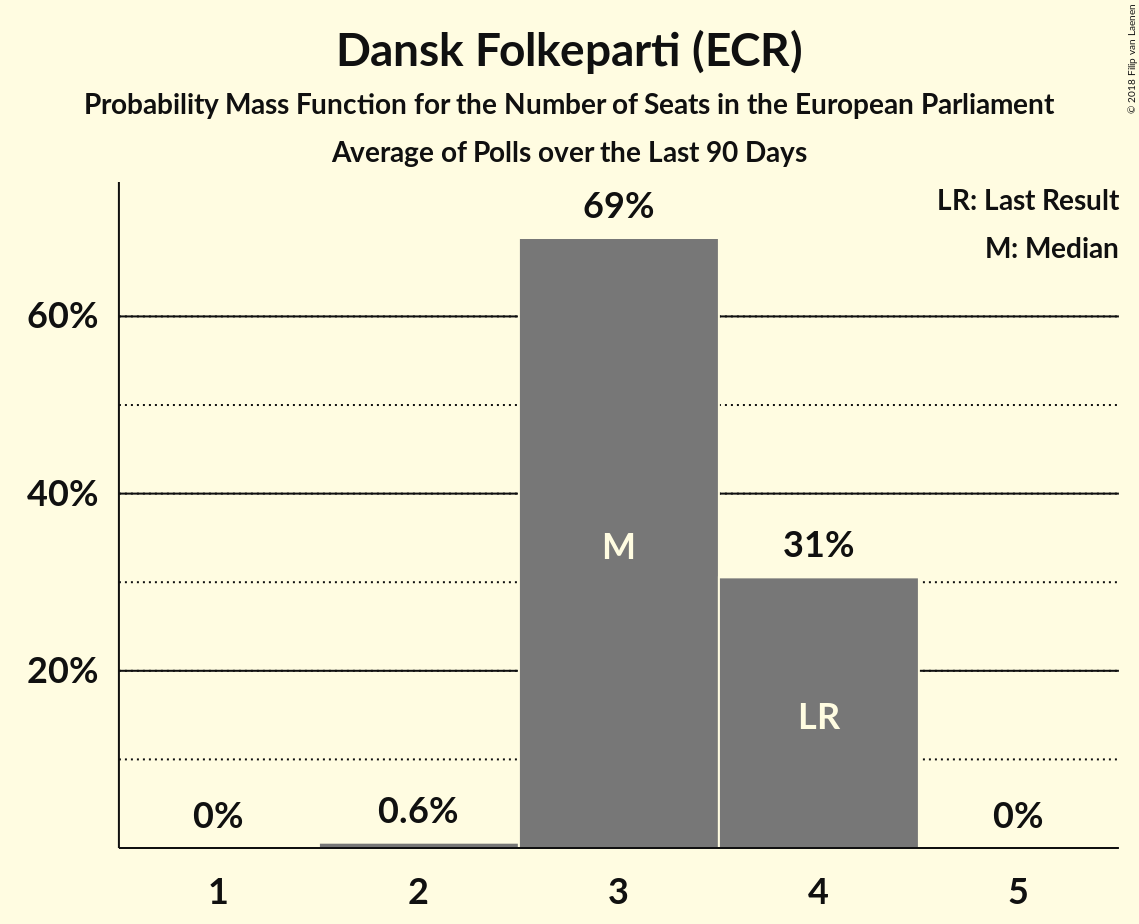 Dansk Folkeparti (ECR)
Probability Mass Function for the Number of Seats in the European Parliament
Average of Polls over the Last 90 Days
© 2018 Filip van Laenen
LR: Last Result
M: Median
69%
60%
40%
M
31%
20%
LR
0%
0.6%
0%
1
2
3
4
5